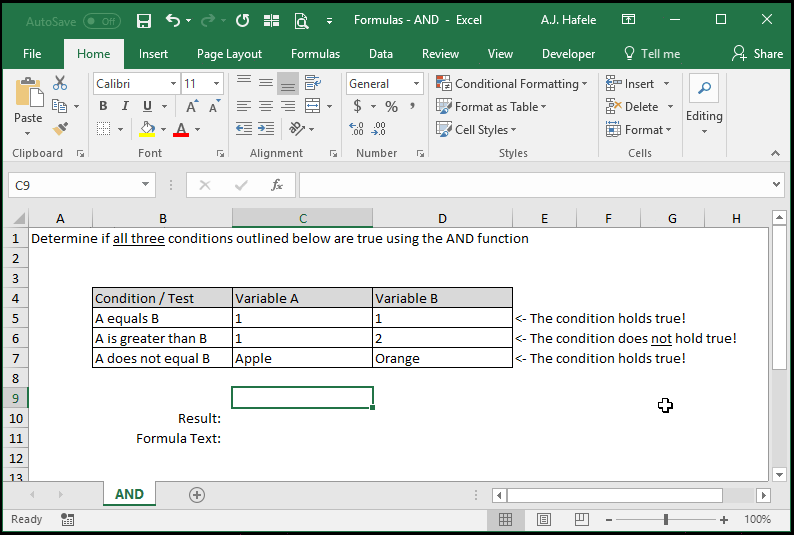 AutoSave Off Formulas - AND - Excel A.J. Hafele
File Home Insert Page Layout Formulas Data Review View Developer Tell me Share
Paste Calibri 11 General Conditional Formatting Insert
B I U A A $ % , Format as Table Delete Editing
A .00 .00 Cell Styles Format
Clipboard Font Alignment Number Styles Cells
C9 fx
A B C D E F G H
1 Determine if all three conditions outlined below are true using the AND function
2
3
4 Condition / Test Variable A Variable B
5 A equals B 1 1 <- The condition holds true!
6 A is greater than B 1 2 <- The condition does not hold true!
7 A does not equal B Apple Orange <- The condition holds true!
8
9
10 Result:
11 Formula Text:
12
13
AND
Ready 100%